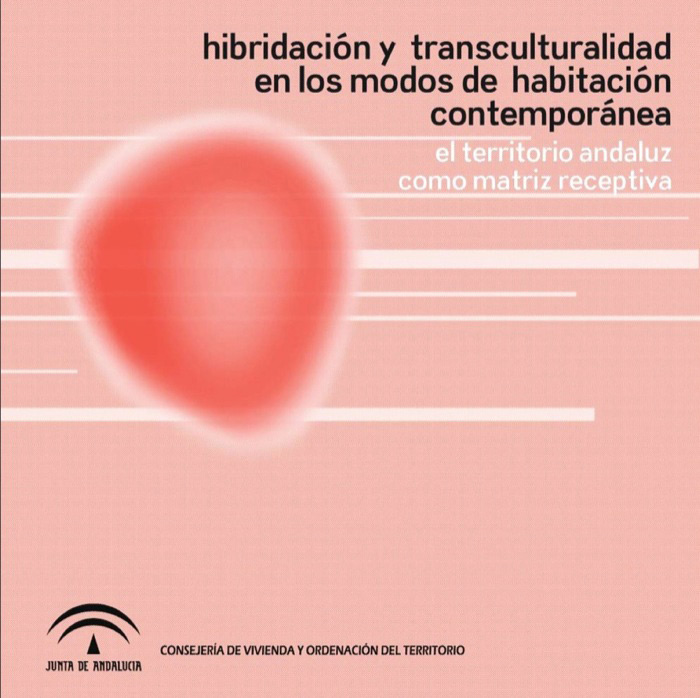 hibridación y transculturalidad
en los modos de habitación
contemporánea
el territorio andaluz
como matriz receptiva
JUNTA DE ANDALUCIA
CONSEJERÍA DE VIVIENDA Y ORDENACIÓN DEL TERRITORIO